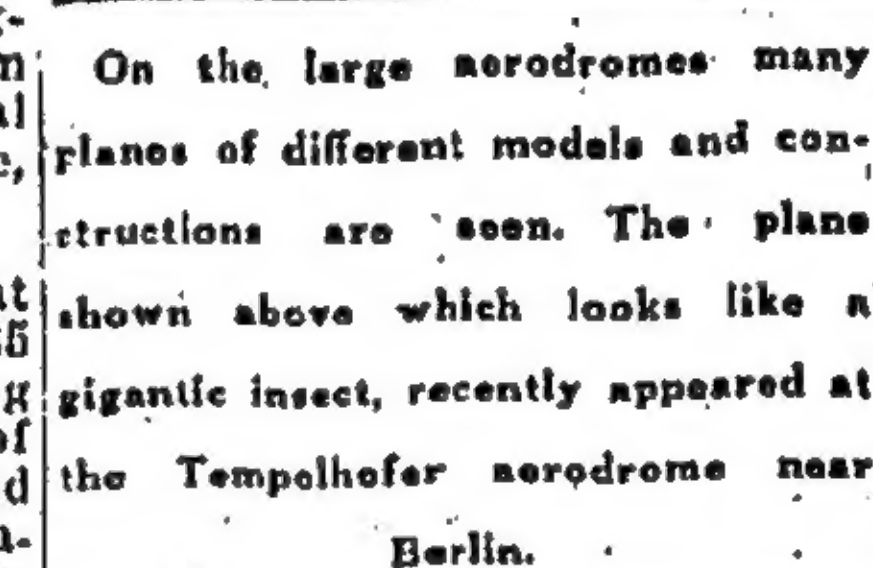 On the large aerodromes many
planes of different models and con-
structions are seen. The plane
shown above which looks like a
gigantic insect, recently appeared at
the Tempelhofer aerodrome near
Berlin.